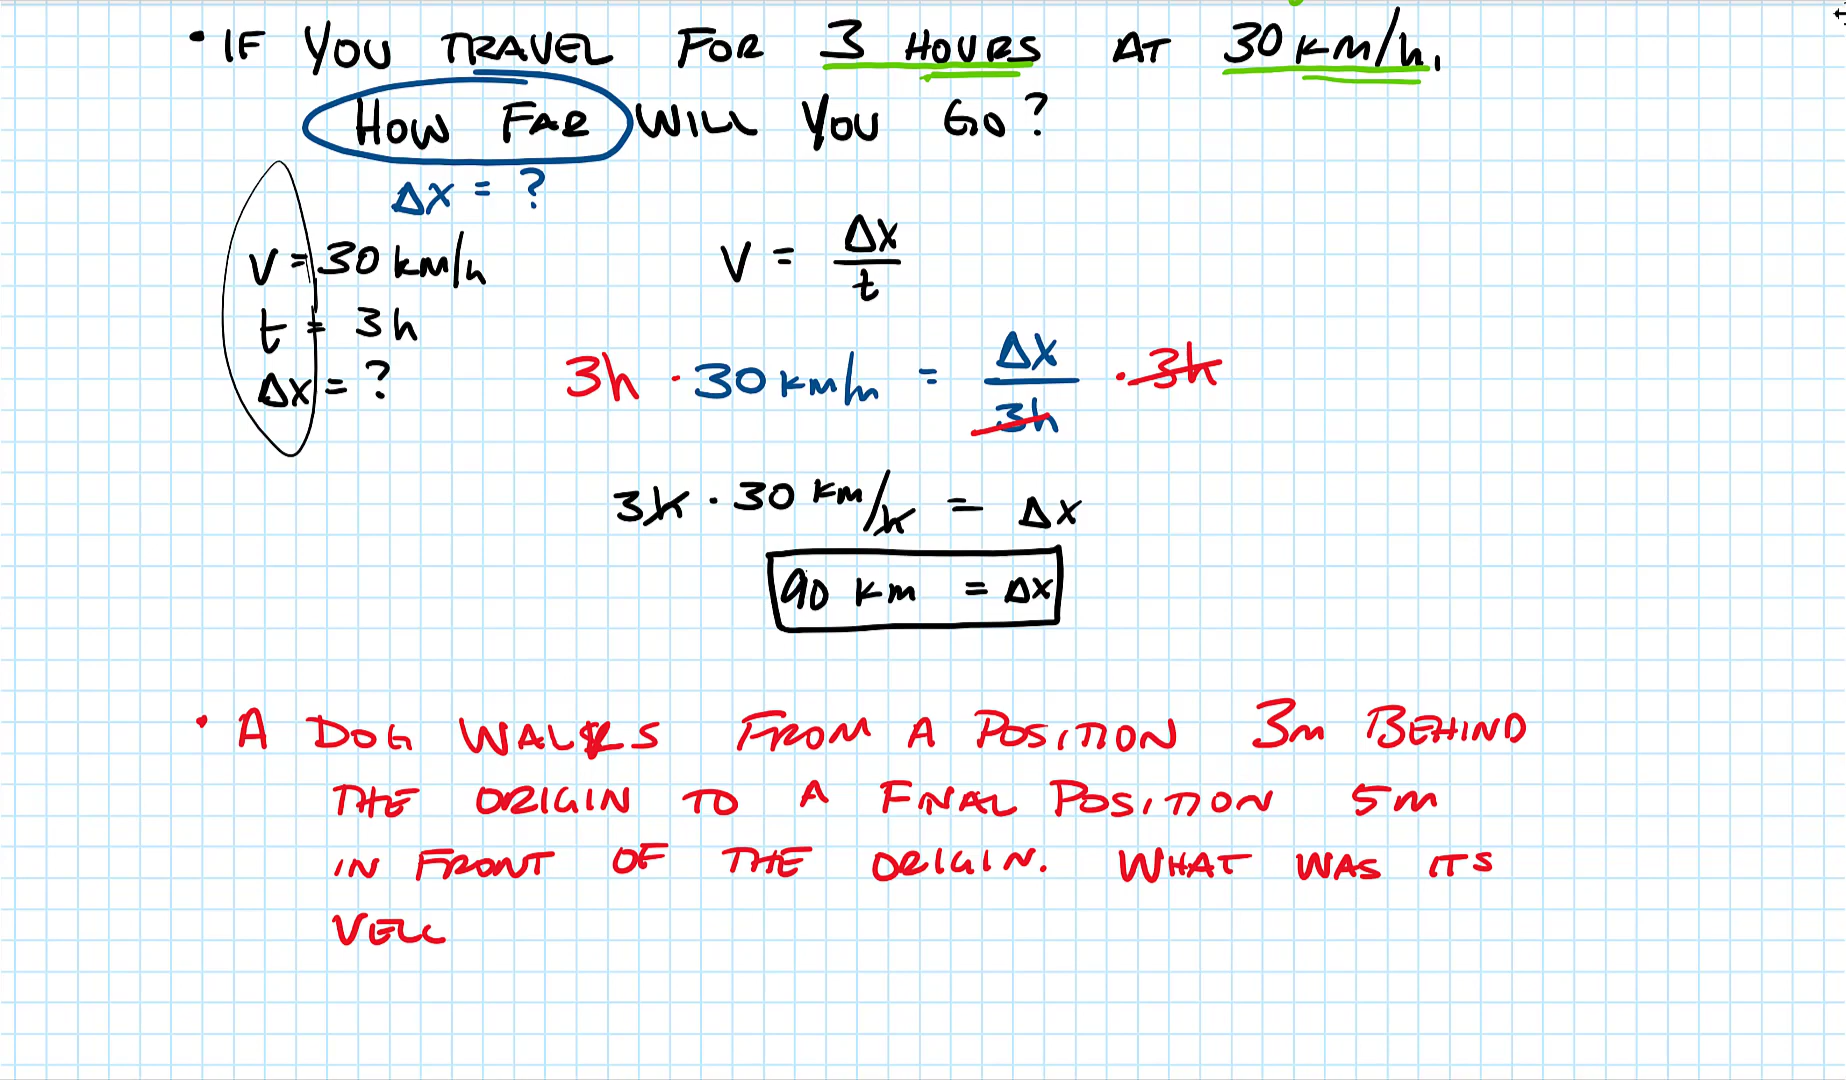 • IF YOU TRAVEL FOR 3 HOURS AT 30 km/h,
HOW FAR WILL YOU GO?
Δx = ?
v = 30 km/h
t = 3h
Δx = ?
v = Δx/t
3h · 30 km/h = Δx/3h · 3h
3h · 30 km/h = Δx
90 km = Δx
• A DOG WALKS FROM A POSITION 3m BEHIND
THE ORIGIN TO A FINAL POSITION 5m
IN FRONT OF THE ORIGIN. WHAT WAS ITS
VELC